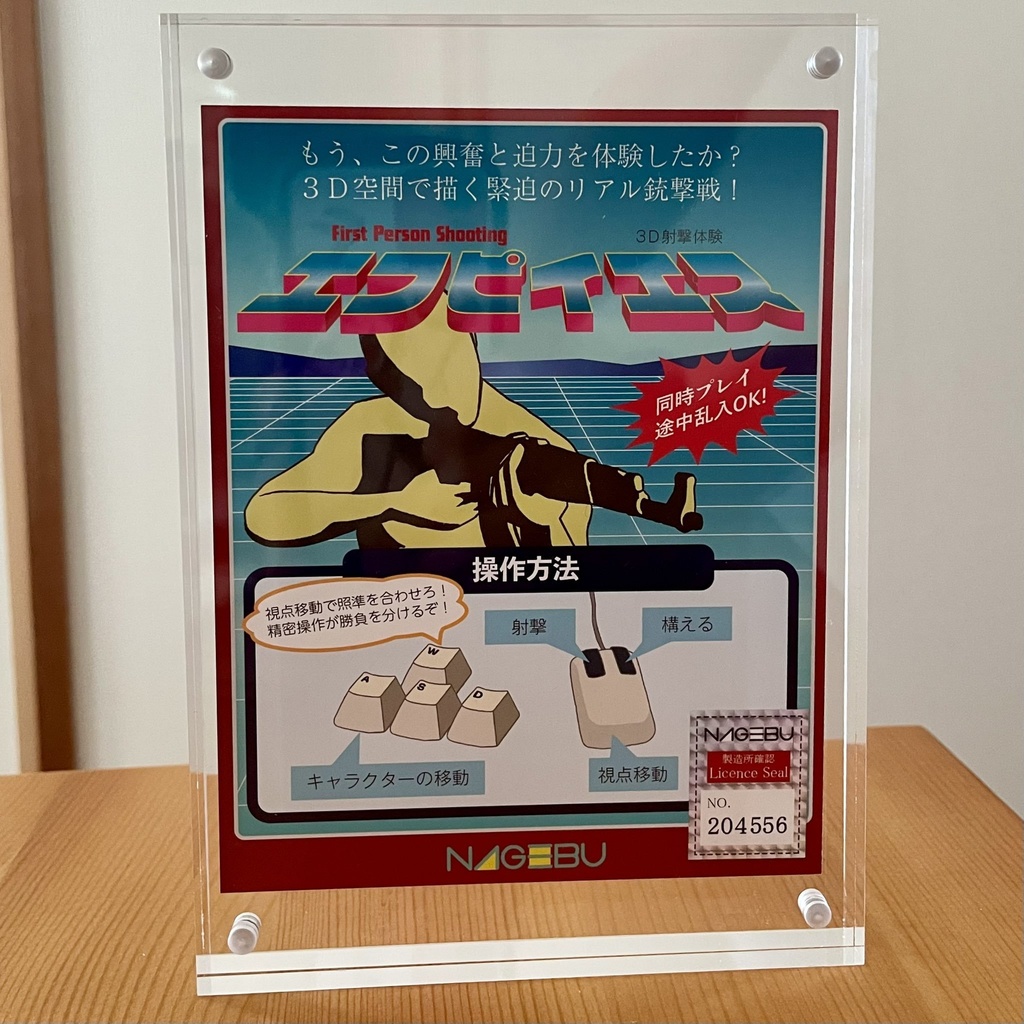 もう、この興奮と迫力を体験したか？
３Ｄ空間で描く緊迫のリアル銃撃戦！
First Person Shooting
３Ｄ射撃体験
エフピイエス
同時プレイ
途中乱入OK!
操作方法
視点移動で照準を合わせろ！
精密操作が勝負を分けるぞ！
射撃
構える
W
A
S
D
キャラクターの移動
視点移動
NAGEBU
製造所確認
Licence Seal
NO.
204556
NAGEBU